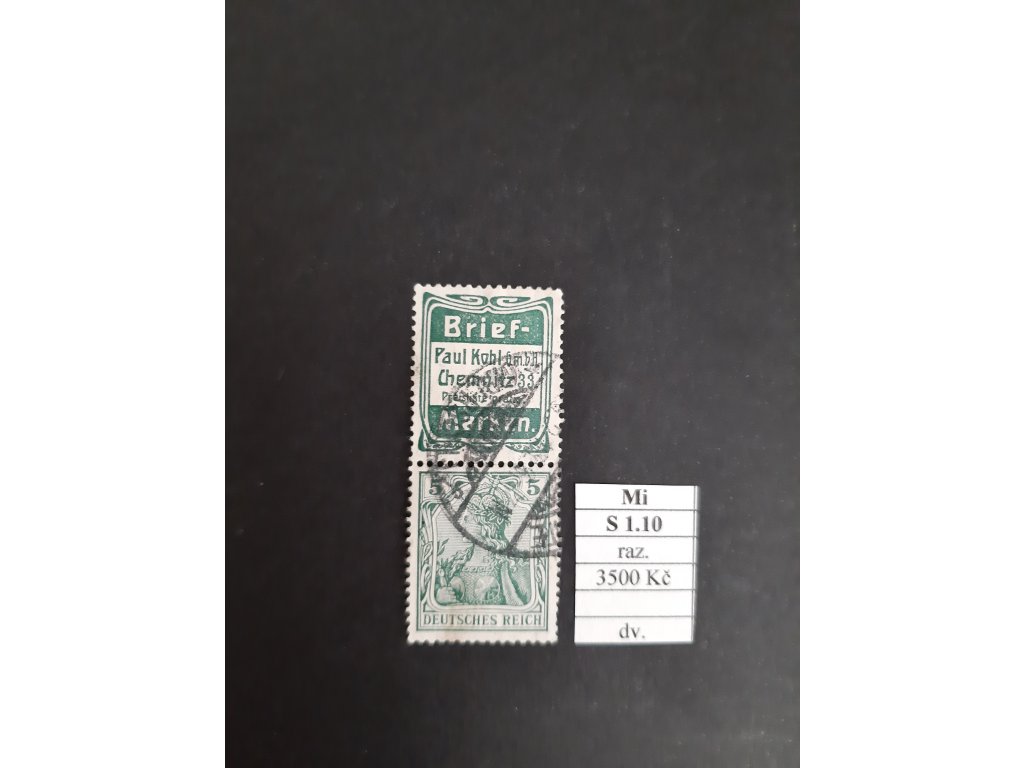 Brief-
Paul Kohl G.m.b.H.
Chemnitz 33.
Marken.
5 5
DEUTSCHES REICH
Mi
S 1.10
raz.
3500 Kč
dv.